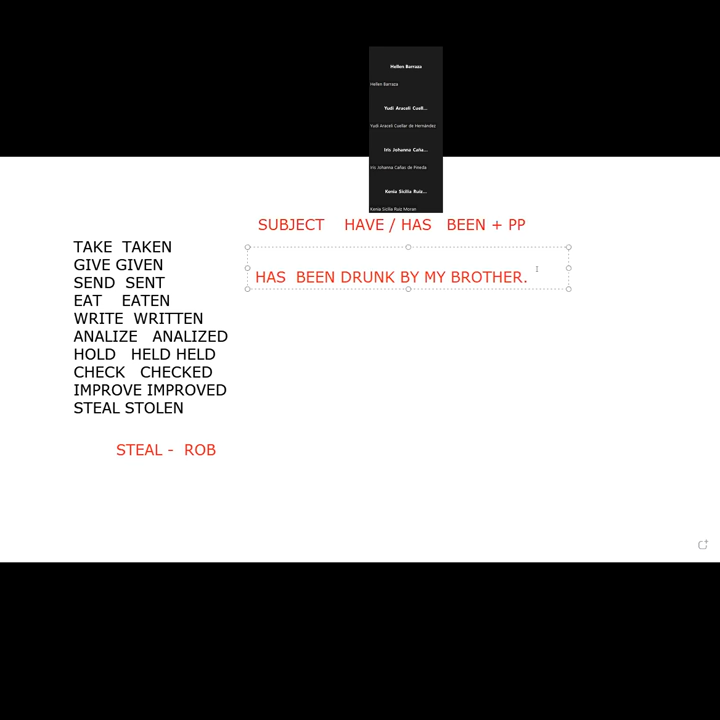 Hellen Barraza
Hellen Barraza
Yudi Araceli Cuell...
Yudi Araceli Cuellar de Hernández
Iris Johanna Caña...
Iris Johanna Cañas de Pineda
Kenia Sicilia Ruiz...
Kenia Sicilia Ruiz Moran
SUBJECT HAVE / HAS BEEN + PP
HAS BEEN DRUNK BY MY BROTHER.
TAKE TAKEN
GIVE GIVEN
SEND SENT
EAT EATEN
WRITE WRITTEN
ANALIZE ANALIZED
HOLD HELD HELD
CHECK CHECKED
IMPROVE IMPROVED
STEAL STOLEN
STEAL - ROB